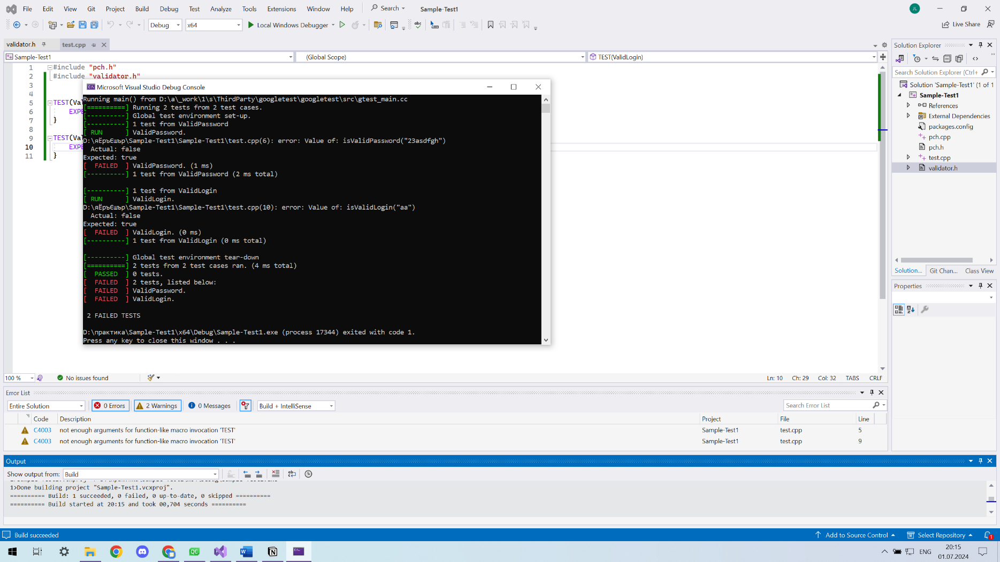 File Edit View Git Project Build Debug Test Analyze Tools Extensions Window Help Search Sample-Test1 JL
Debug x64 Local Windows Debugger Live Share
validator.h test.cpp
Sample-Test1 (Global Scope) TEST(ValidLogin)
1 #include "pch.h"
2 #include "validator.h"
3
4
5 TEST(Va
6 EXPE
7 }
8
9 TEST(Va
10 EXPE
11 }
Microsoft Visual Studio Debug Console
Running main() from D:\a\_work\1\s\ThirdParty\googletest\googletest\src\gtest_main.cc
[==========] Running 2 tests from 2 test cases.
[----------] Global test environment set-up.
[----------] 1 test from ValidPassword
[ RUN      ] ValidPassword.
D:\яЁръЄшър\Sample-Test1\Sample-Test1\test.cpp(6): error: Value of: isValidPassword("23asdfgh")
Actual: false
Expected: true
[  FAILED  ] ValidPassword. (1 ms)
[----------] 1 test from ValidPassword (2 ms total)
[----------] 1 test from ValidLogin
[ RUN      ] ValidLogin.
D:\яЁръЄшър\Sample-Test1\Sample-Test1\test.cpp(10): error: Value of: isValidLogin("aa")
Actual: false
Expected: true
[  FAILED  ] ValidLogin. (0 ms)
[----------] 1 test from ValidLogin (0 ms total)
[----------] Global test environment tear-down
[==========] 2 tests from 2 test cases ran. (4 ms total)
[  PASSED  ] 0 tests.
[  FAILED  ] 2 tests, listed below:
[  FAILED  ] ValidPassword.
[  FAILED  ] ValidLogin.
2 FAILED TESTS
D:\практика\Sample-Test1\x64\Debug\Sample-Test1.exe (process 17344) exited with code 1.
Press any key to close this window . . .
Solution Explorer
Search Solution Explorer (Ctrl+
Solution 'Sample-Test1' (1 of 1
Sample-Test1
References
External Dependencies
packages.config
pch.cpp
pch.h
test.cpp
validator.h
Solution... Git Chan... Class View
Properties
100 % No issues found Ln: 10 Ch: 29 Col: 32 TABS CRLF
Error List
Entire Solution 0 Errors 2 Warnings 0 Messages Build + IntelliSense Search Error List
Code Description Project File Line
C4003 not enough arguments for function-like macro invocation 'TEST' Sample-Test1 test.cpp 5
C4003 not enough arguments for function-like macro invocation 'TEST' Sample-Test1 test.cpp 9
Output
Show output from: Build
1>Done building project "Sample-Test1.vcxproj".
========== Build: 1 succeeded, 0 failed, 0 up-to-date, 0 skipped ==========
========== Build started at 20:15 and took 00,704 seconds ==========
Build succeeded Add to Source Control Select Repository 1
QC ENG 20:15
01.07.2024